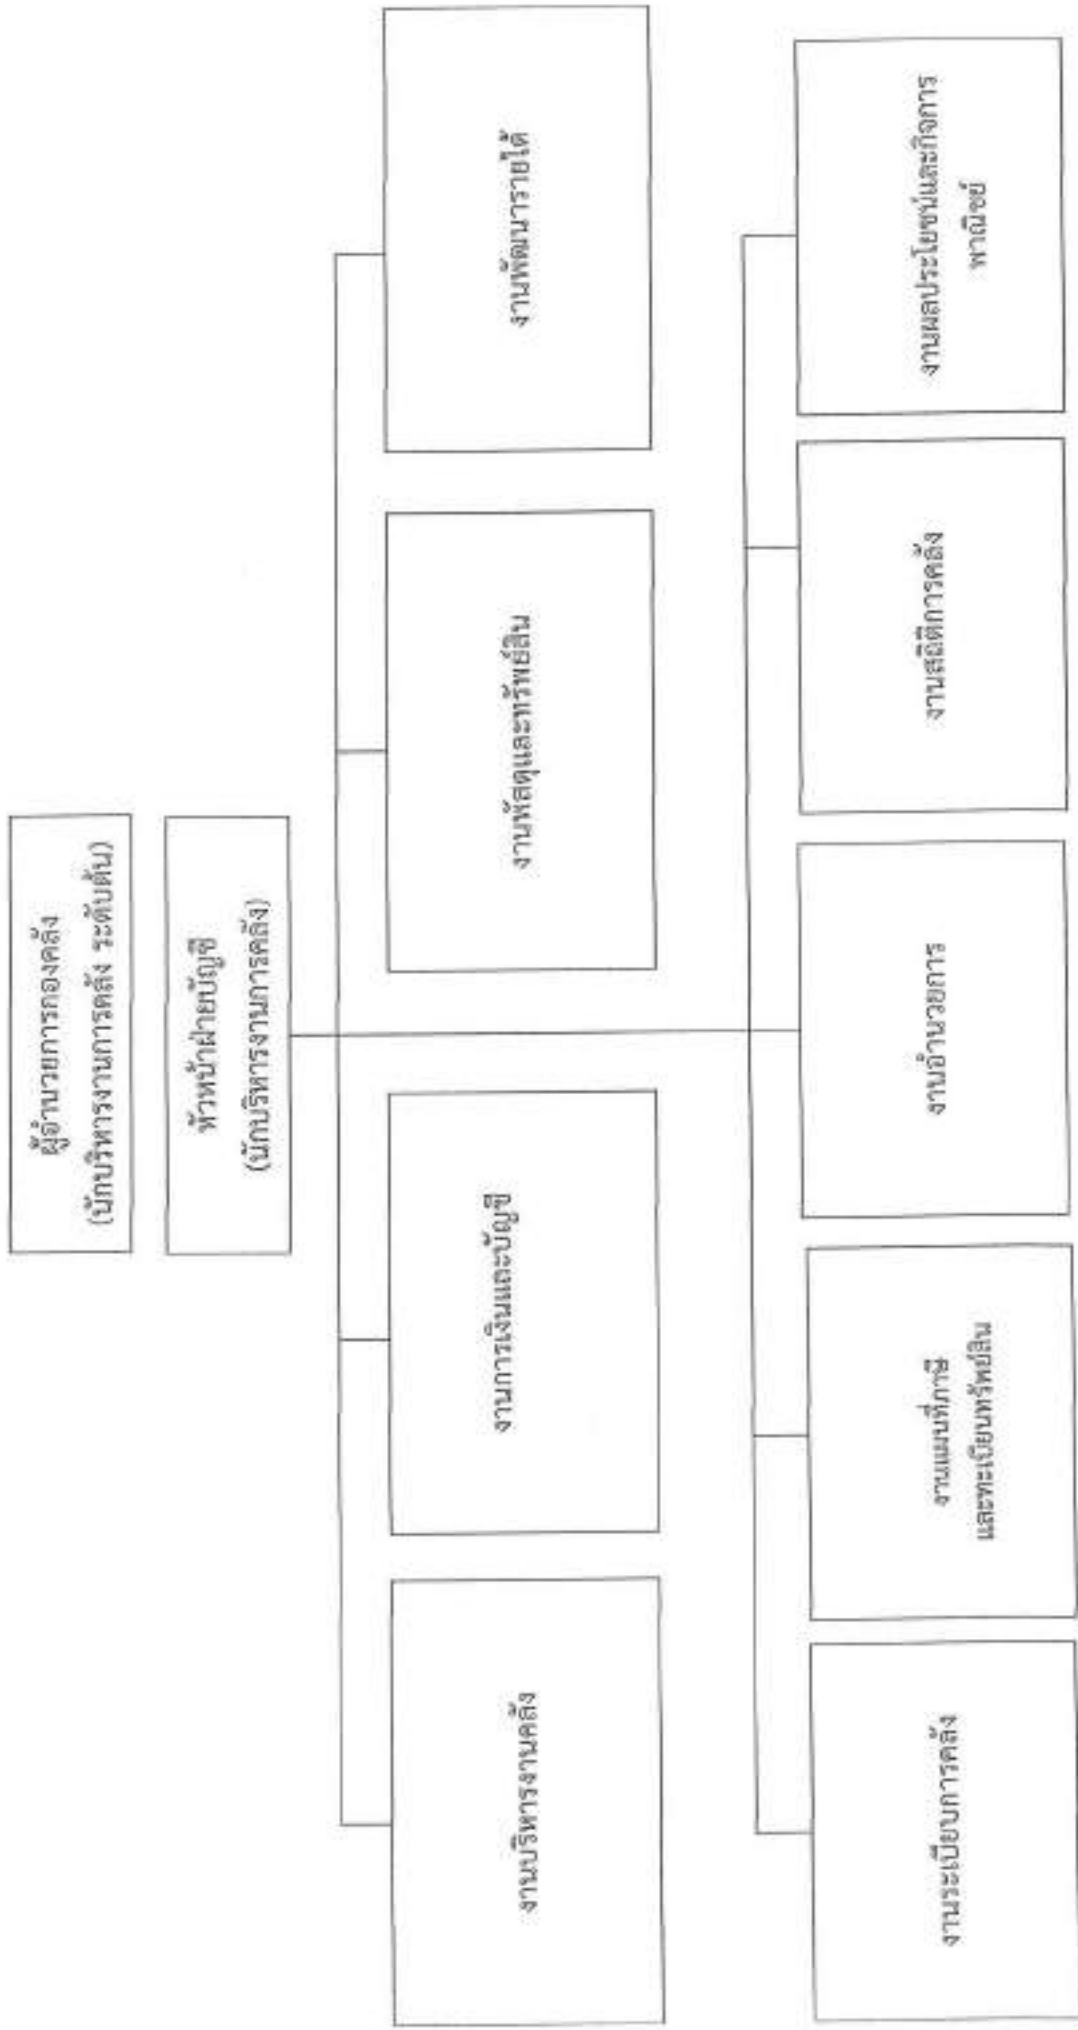 ผู้อำนวยการกองคลัง
(นักบริหารงานการคลัง ระดับต้น)
หัวหน้าฝ่ายบัญชี
(นักบริหารงานการคลัง)
งานบริหารงานคลัง
งานการเงินและบัญชี
งานพัสดุและทรัพย์สิน
งานพัฒนารายได้
งานระเบียบการคลัง
งานแผนที่ภาษี
และทะเบียนทรัพย์สิน
งานอำนวยการ
งานสถิติการคลัง
งานผลประโยชน์และกิจการ
พาณิชย์